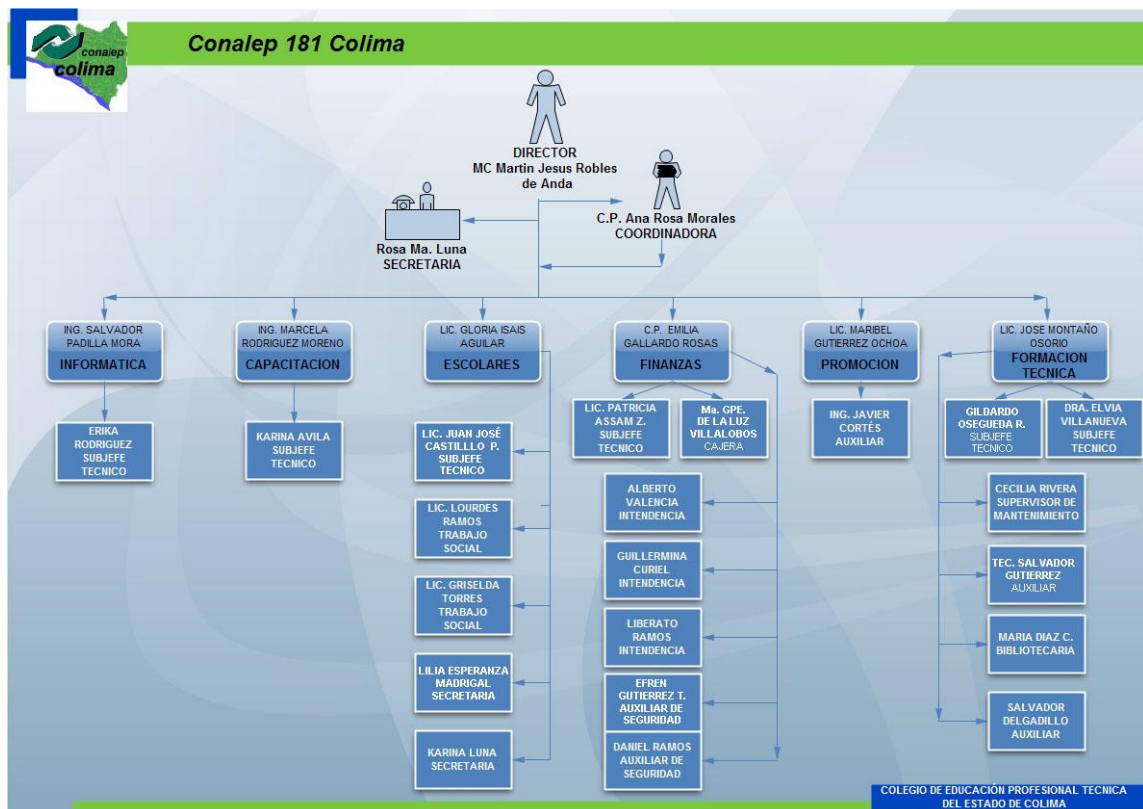 conalep
colima
Conalep 181 Colima
DIRECTOR
MC Martin Jesus Robles
de Anda
C.P. Ana Rosa Morales
COORDINADORA
Rosa Ma. Luna
SECRETARIA
ING. SALVADOR
PADILLA MORA
INFORMATICA
ING. MARCELA
RODRIGUEZ MORENO
CAPACITACION
LIC. GLORIA ISAIS
AGUILAR
ESCOLARES
C.P. EMILIA
GALLARDO ROSAS
FINANZAS
LIC. MARIBEL
GUTIERREZ OCHOA
PROMOCION
LIC. JOSE MONTAÑO
OSORIO
FORMACION
TECNICA
ERIKA
RODRIGUEZ
SUBJEFE
TECNICO
KARINA AVILA
SUBJEFE
TECNICO
LIC. JUAN JOSÉ
CASTILLLO P.
SUBJEFE
TECNICO
LIC. LOURDES
RAMOS
TRABAJO
SOCIAL
LIC. GRISELDA
TORRES
TRABAJO
SOCIAL
LILIA ESPERANZA
MADRIGAL
SECRETARIA
KARINA LUNA
SECRETARIA
LIC. PATRICIA
ASSAM Z.
SUBJEFE
TECNICO
Ma. GPE.
DE LA LUZ
VILLALOBOS
CAJERA
ALBERTO
VALENCIA
INTENDENCIA
GUILLERMINA
CURIEL
INTENDENCIA
LIBERATO
RAMOS
INTENDENCIA
EFREN
GUTIERREZ T.
AUXILIAR DE
SEGURIDAD
DANIEL RAMOS
AUXILIAR DE
SEGURIDAD
ING. JAVIER
CORTÉS
AUXILIAR
GILDARDO
OSEGUEDA R.
SUBJEFE
TECNICO
DRA. ELVIA
VILLANUEVA
SUBJEFE
TECNICO
CECILIA RIVERA
SUPERVISOR DE
MANTENIMIENTO
TEC. SALVADOR
GUTIERREZ
AUXILIAR
MARIA DIAZ C.
BIBLIOTECARIA
SALVADOR
DELGADILLO
AUXILIAR
COLEGIO DE EDUCACIÓN PROFESIONAL TECNICA
DEL ESTADO DE COLIMA